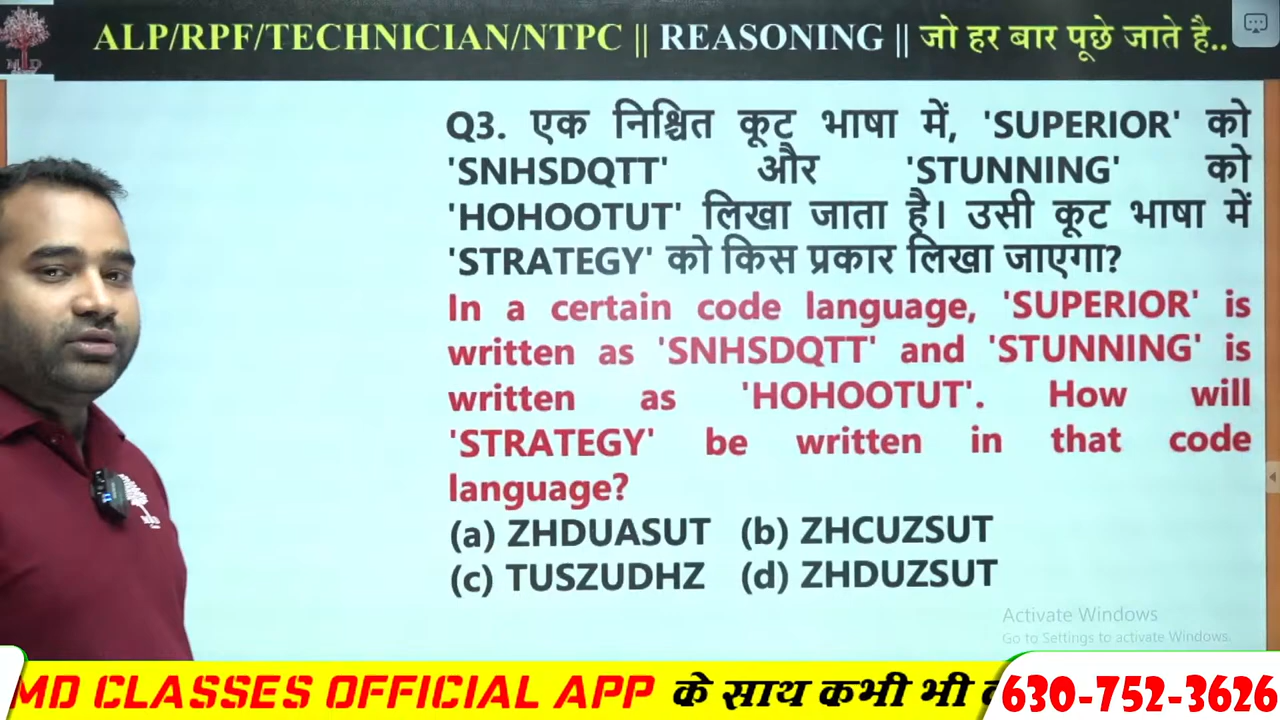 ALP/RPF/TECHNICIAN/NTPC || REASONING || जो हर बार पूछे जाते है..
Q3. एक निश्चित कूट भाषा में, 'SUPERIOR' को
'SNHSDQTT' और 'STUNNING' को
'HOHOOTUT' लिखा जाता है। उसी कूट भाषा में
'STRATEGY' को किस प्रकार लिखा जाएगा?
In a certain code language, 'SUPERIOR' is
written as 'SNHSDQTT' and 'STUNNING' is
written as 'HOHOOTUT'. How will
'STRATEGY' be written in that code
language?
(a) ZHDUASUT (b) ZHCUZSUT
(c) TUSZUDHZ (d) ZHDUZSUT
Activate Windows
Go to Settings to activate Windows.
MD CLASSES OFFICIAL APP के साथ कभी भी
630-752-3626